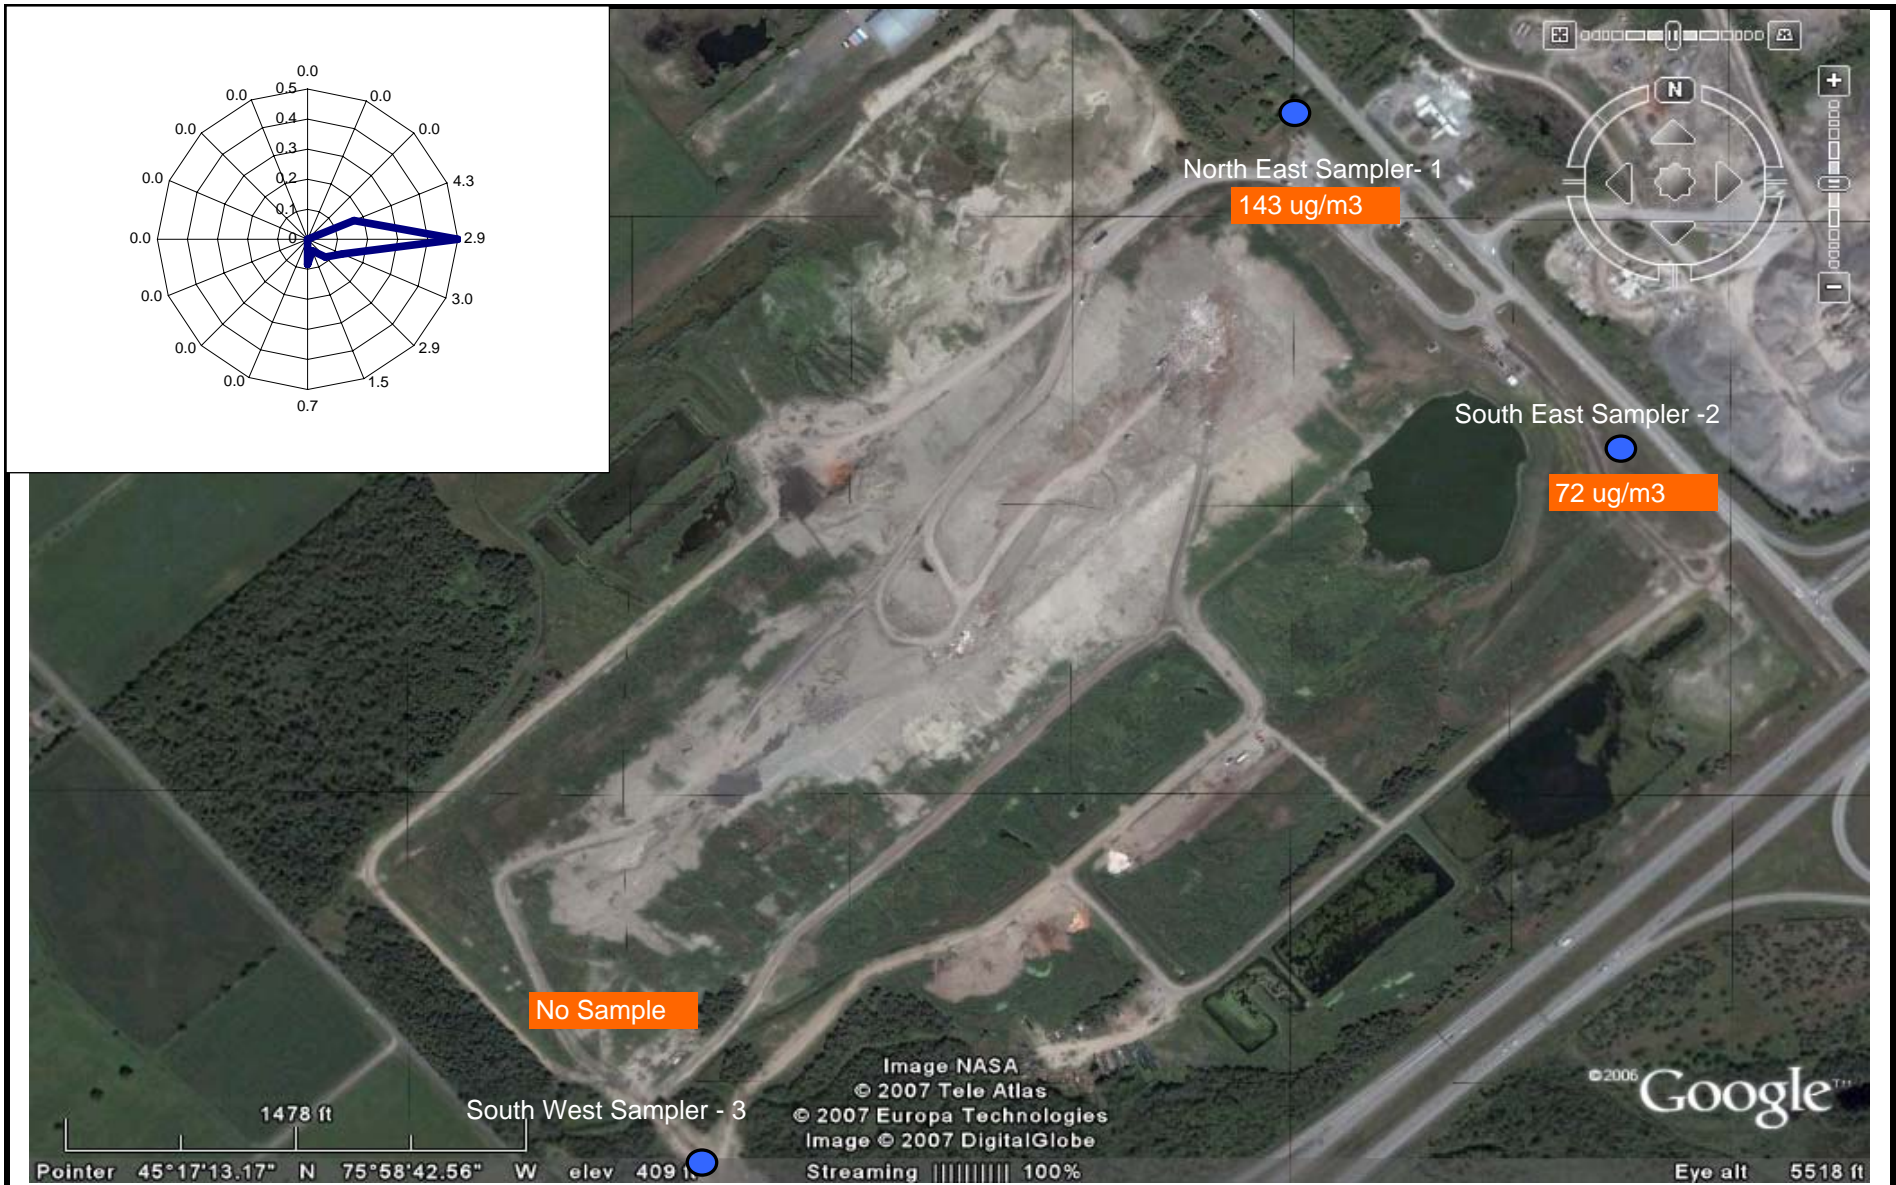 0.0
0.5
0.0
0.0
0.4
0.0
0.0
0.3
0.0
0.2
0.0
4.3
0.1
0.0
0
2.9
0.0
3.0
0.0
2.9
0.0
1.5
0.7
N
North East Sampler- 1
143 ug/m3
South East Sampler -2
72 ug/m3
No Sample
South West Sampler - 3
1478 ft
Image NASA
© 2007 Tele Atlas
© 2007 Europa Technologies
Image © 2007 DigitalGlobe
©2006 Google™
Pointer 45°17'13.17" N 75°58'42.56" W elev 409 ft Streaming |||||||||| 100% Eye alt 5518 ft